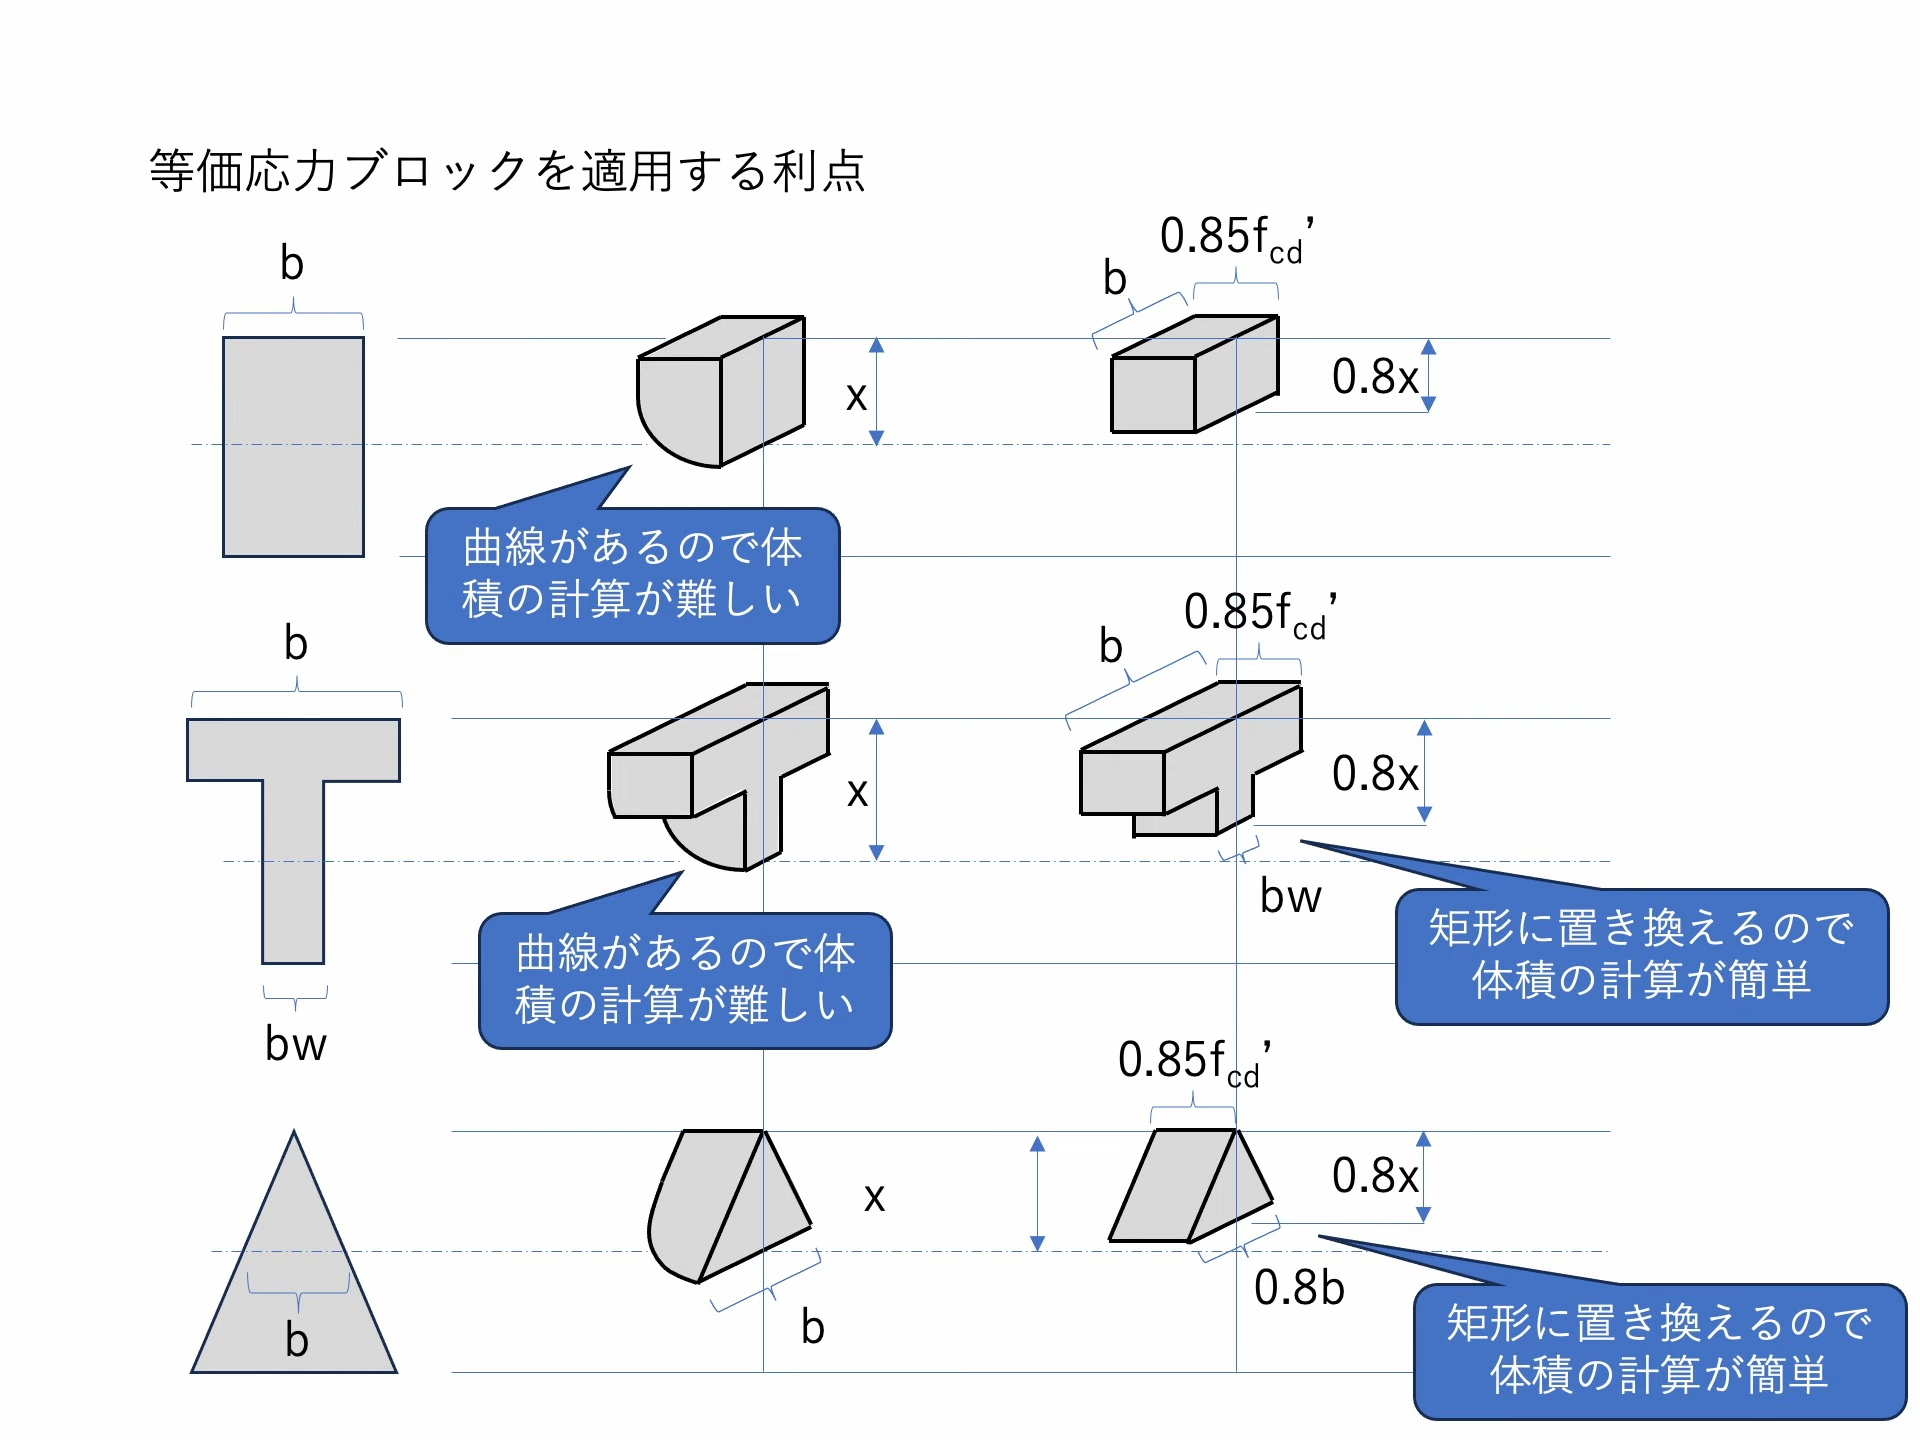 等価応力ブロックを適用する利点
b
b
0.85fcd’
x
0.8x
曲線があるので体
積の計算が難しい
b
b
0.85fcd’
x
0.8x
bw
bw
曲線があるので体
積の計算が難しい
矩形に置き換えるので
体積の計算が簡単
0.85fcd’
x
0.8x
b
b
0.8b
矩形に置き換えるので
体積の計算が簡単